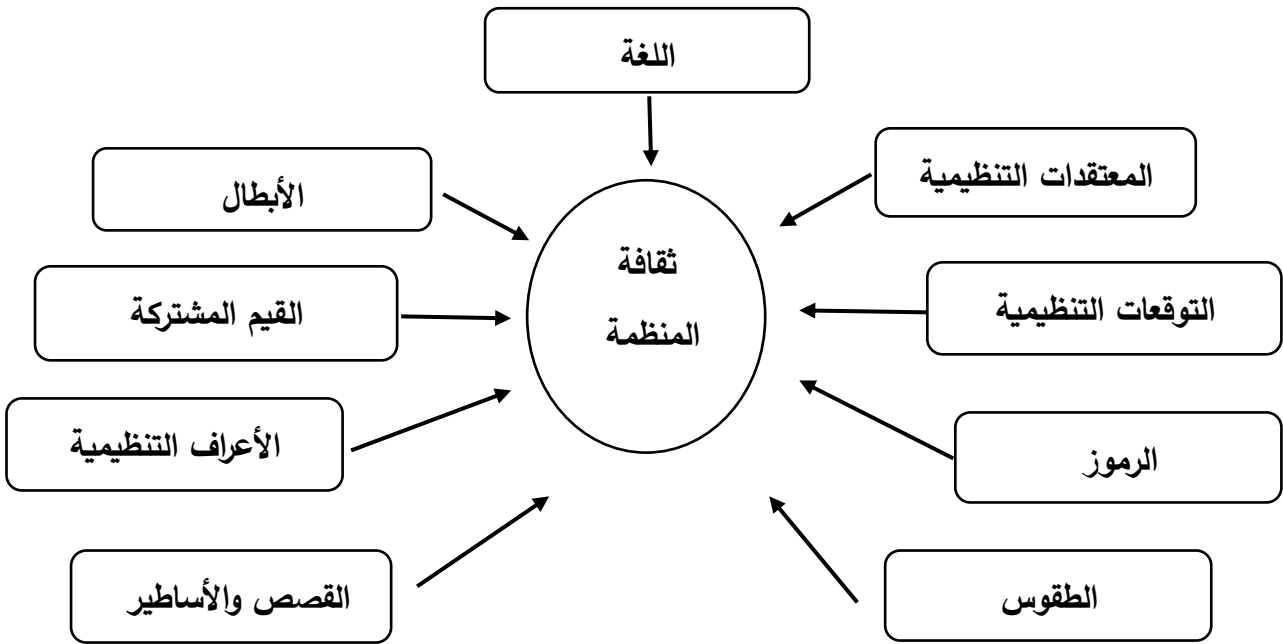 اللغة
المعتقدات التنظيمية
الأبطال
ثقافة
المنظمة
التوقعات التنظيمية
القيم المشتركة
الرموز
الأعراف التنظيمية
الطقوس
القصص والأساطير